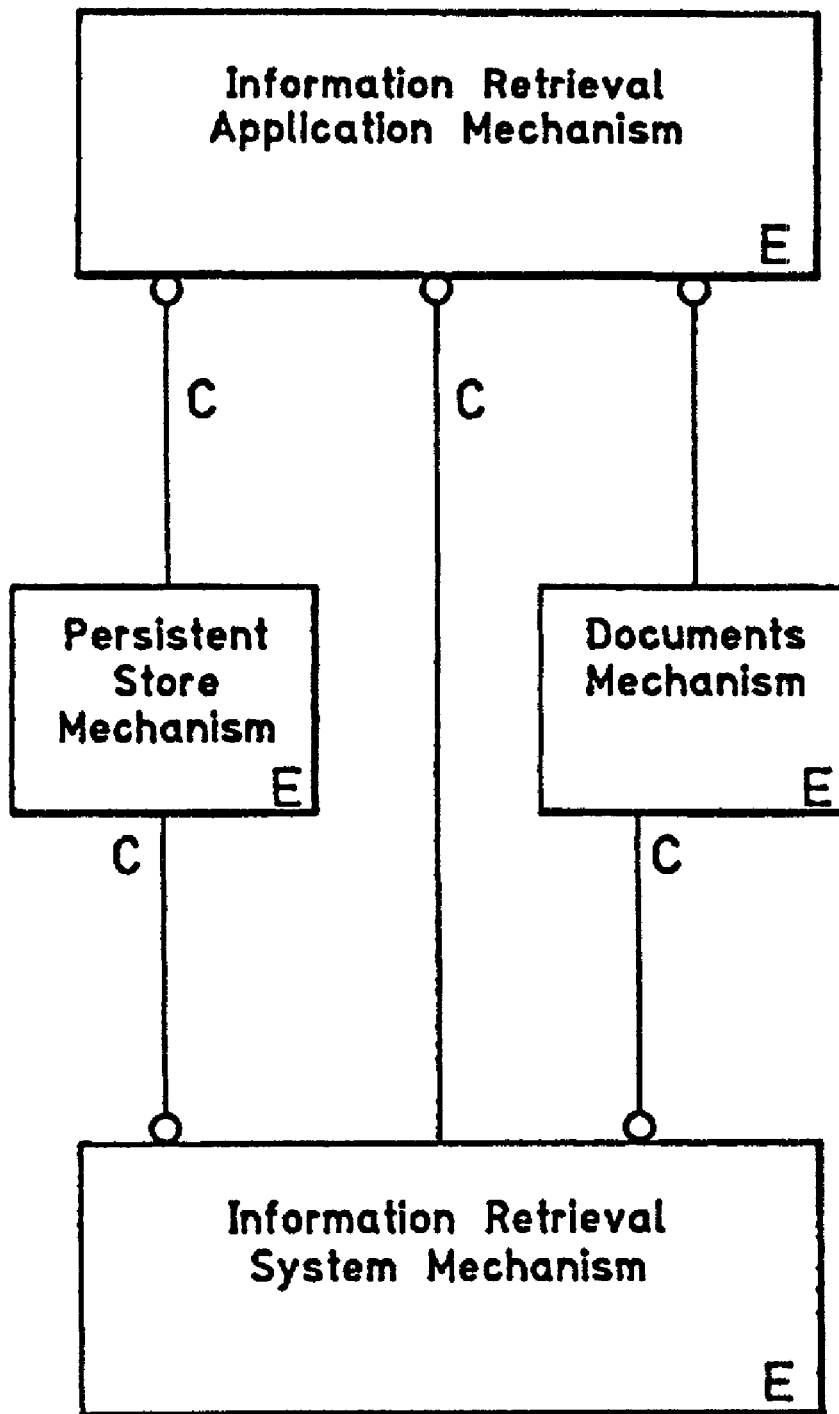 Information Retrieval
Application Mechanism
E
C
C
Persistent
Store
Mechanism
E
Documents
Mechanism
E
C
C
Information Retrieval
System Mechanism
E